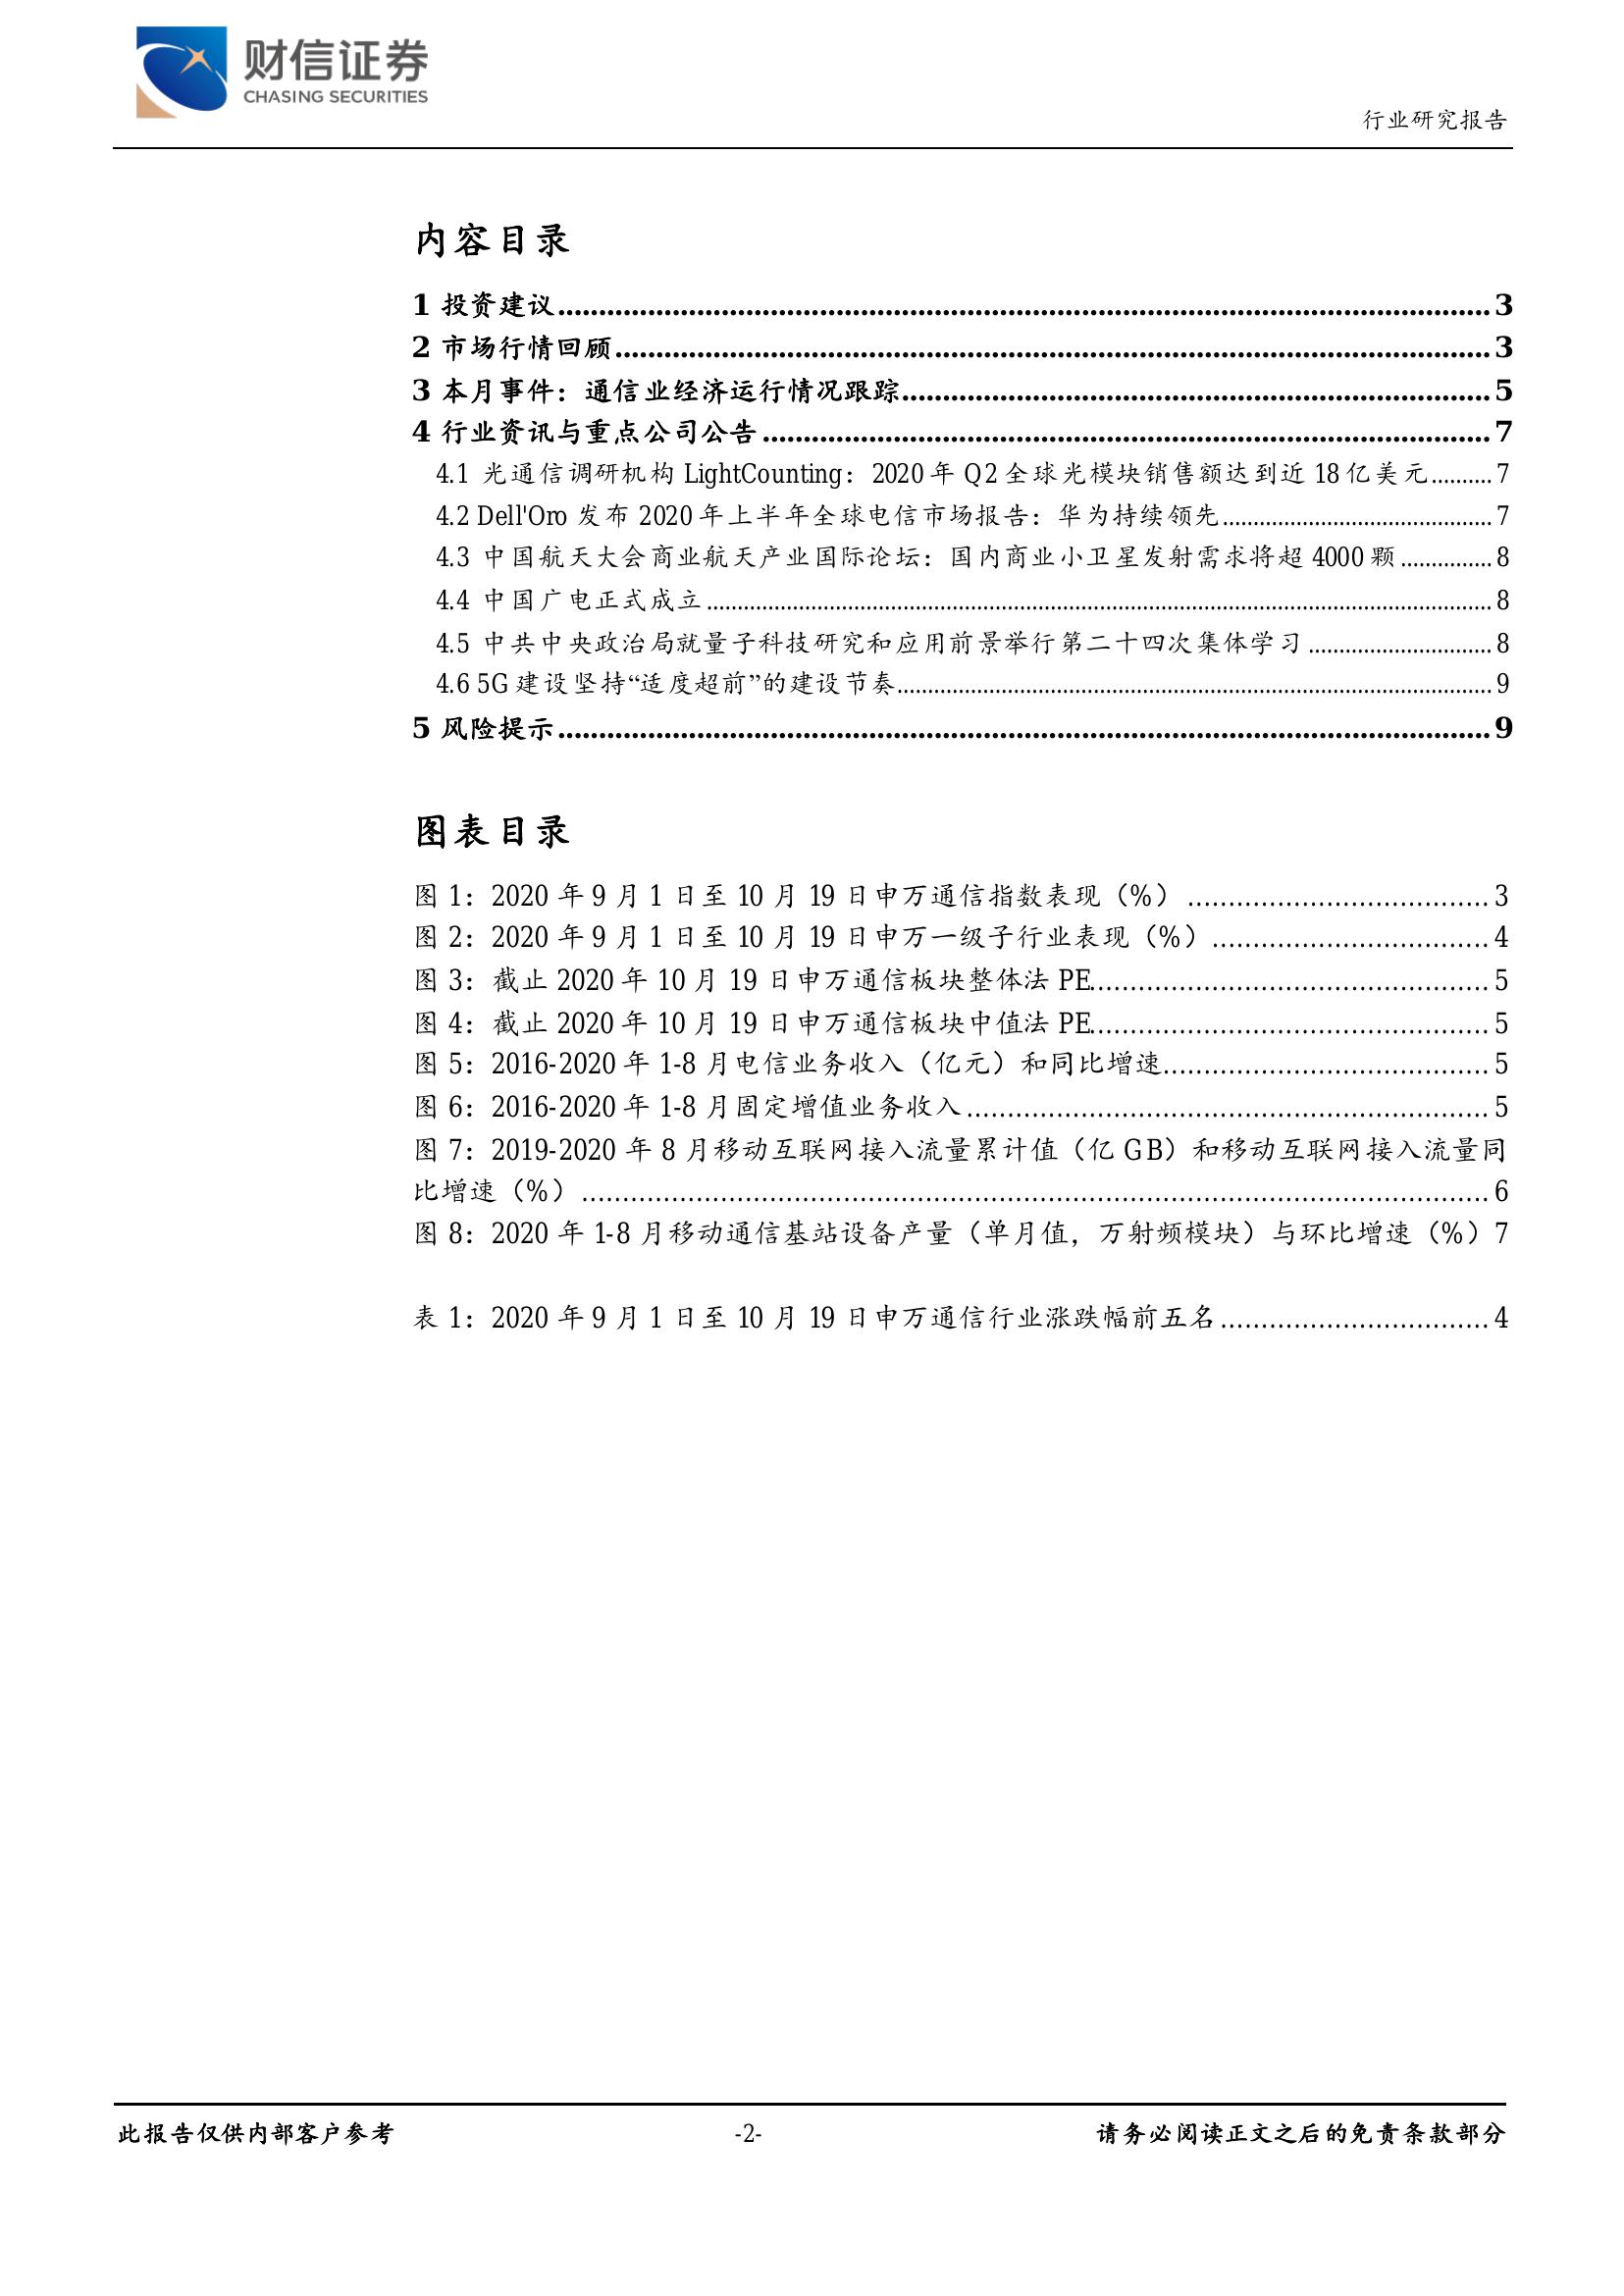 财信证券
CHASING SECURITIES
行业研究报告
内容目录
1 投资建议....................3
2 市场行情回顾....................3
3 本月事件：通信业经济运行情况跟踪....................5
4 行业资讯与重点公司公告....................7
4.1 光通信调研机构 LightCounting：2020 年 Q2 全球光模块销售额达到近 18 亿美元..........7
4.2 Dell'Oro 发布 2020 年上半年全球电信市场报告：华为持续领先....................7
4.3 中国航天大会商业航天产业国际论坛：国内商业小卫星发射需求将超 4000 颗...............8
4.4 中国广电正式成立....................8
4.5 中共中央政治局就量子科技研究和应用前景举行第二十四次集体学习....................8
4.6 5G 建设坚持“适度超前”的建设节奏....................9
5 风险提示....................9
图表目录
图 1：2020 年 9 月 1 日至 10 月 19 日申万通信指数表现（%）....................3
图 2：2020 年 9 月 1 日至 10 月 19 日申万一级子行业表现（%）....................4
图 3：截止 2020 年 10 月 19 日申万通信板块整体法 PE....................5
图 4：截止 2020 年 10 月 19 日申万通信板块中值法 PE....................5
图 5：2016-2020 年 1-8 月电信业务收入（亿元）和同比增速....................5
图 6：2016-2020 年 1-8 月固定增值业务收入....................5
图 7：2019-2020 年 8 月移动互联网接入流量累计值（亿 GB）和移动互联网接入流量同
比增速（%）....................6
图 8：2020 年 1-8 月移动通信基站设备产量（单月值，万射频模块）与环比增速（%）7
表 1：2020 年 9 月 1 日至 10 月 19 日申万通信行业涨跌幅前五名....................4
此报告仅供内部客户参考
-2-
请务必阅读正文之后的免责条款部分